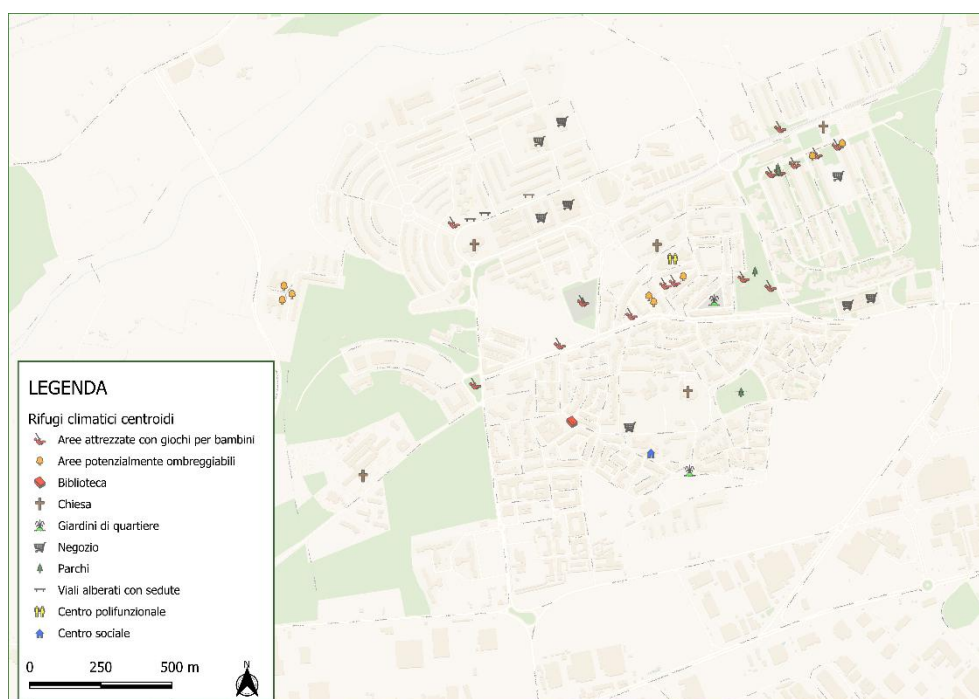 LEGENDA
Rifugi climatici centroidi
Aree attrezzate con giochi per bambini
Aree potenzialmente ombreggiabili
Biblioteca
Chiesa
Giardini di quartiere
Negozio
Parchi
Viali alberati con sedute
Centro polifunzionale
Centro sociale
0 250 500 m
N